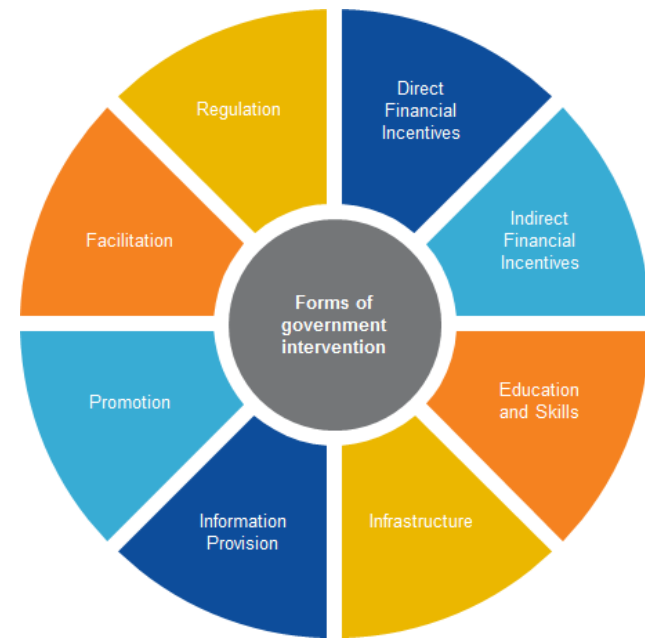 Regulation
Direct
Financial
Incentives
Indirect
Financial
Incentives
Facilitation
Forms of
government
intervention
Promotion
Education
and Skills
Information
Provision
Infrastructure